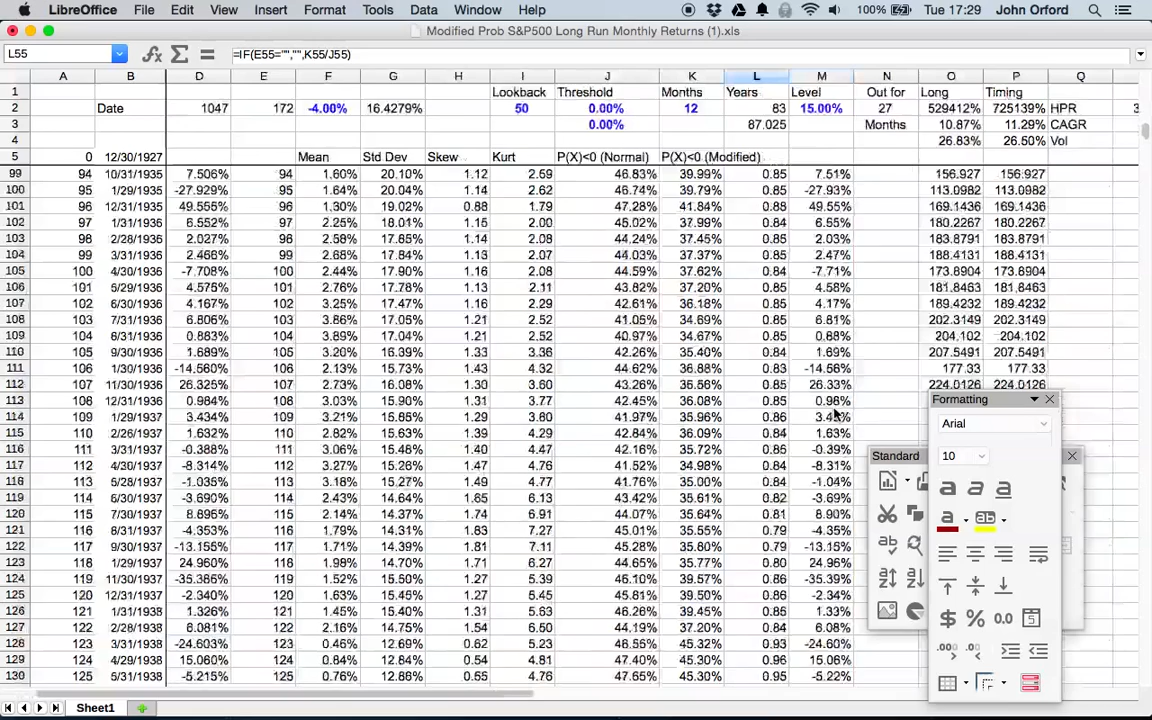 LibreOffice File Edit View Insert Format Tools Data Window Help 100% Tue 17:29 John Orford
Modified Prob S&P500 Long Run Monthly Returns (1).xls
L55 =IF(E55="","",K55/J55)
A B D E F G H I J K L M N O P Q
1 Lookback Threshold Months Years Level Out for Long Timing
2 Date 1047 172 -4.00% 16.4279% 50 0.00% 12 83 15.00% 27 529412% 725139% HPR 3
3 0.00% 87.025 Months 10.87% 11.29% CAGR
4 26.83% 26.50% Vol
5 0 12/30/1927 Mean Std Dev Skew Kurt P(X)<0 (Normal) P(X)<0 (Modified)
99 94 10/31/1935 7.506% 94 1.60% 20.10% 1.12 2.59 46.83% 39.99% 0.85 7.51% 156.927 156.927
100 95 1/29/1935 -27.929% 95 1.64% 20.04% 1.14 2.62 46.74% 39.79% 0.85 -27.93% 113.0982 113.0982
101 96 12/31/1935 49.555% 96 1.30% 19.02% 0.88 1.79 47.28% 41.84% 0.88 49.55% 169.1436 169.1436
102 97 1/31/1936 6.552% 97 2.25% 18.01% 1.15 2.00 45.02% 37.99% 0.84 6.55% 180.2267 180.2267
103 98 2/28/1936 2.027% 98 2.58% 17.85% 1.14 2.08 44.24% 37.45% 0.85 2.03% 183.8791 183.8791
104 99 3/31/1936 2.466% 99 2.68% 17.84% 1.13 2.07 44.03% 37.37% 0.85 2.47% 188.4131 188.4131
105 100 4/30/1936 -7.708% 100 2.44% 17.90% 1.16 2.08 44.59% 37.62% 0.84 -7.71% 173.8904 173.8904
106 101 5/29/1936 4.575% 101 2.76% 17.78% 1.13 2.11 43.82% 37.20% 0.85 4.58% 181.8463 181.8463
107 102 6/30/1936 4.167% 102 3.25% 17.47% 1.16 2.29 42.61% 36.18% 0.85 4.17% 189.4232 189.4232
108 103 7/31/1936 6.806% 103 3.86% 17.05% 1.21 2.52 41.05% 34.69% 0.85 6.81% 202.3149 202.3149
109 104 8/31/1936 0.883% 104 3.89% 17.04% 1.21 2.52 40.97% 34.67% 0.85 0.88% 204.102 204.102
110 105 9/30/1936 1.689% 105 3.20% 16.39% 1.33 3.36 42.26% 35.40% 0.84 1.69% 207.5491 207.5491
111 106 1/30/1936 -14.560% 106 2.13% 15.73% 1.43 4.32 44.62% 36.88% 0.83 -14.56% 177.33 177.33
112 107 11/30/1936 26.325% 107 2.73% 16.08% 1.30 3.60 43.26% 36.56% 0.85 26.33% 224.0126 224.0126
113 108 12/31/1936 0.984% 108 3.03% 15.90% 1.31 3.77 42.45% 36.08% 0.85 0.98%
114 109 1/29/1937 3.434% 109 3.21% 15.85% 1.29 3.80 41.97% 35.96% 0.86
115 110 2/26/1937 1.632% 110 2.82% 15.63% 1.39 4.29 42.84% 36.09% 0.84 1.63%
116 111 3/31/1937 -0.388% 111 3.06% 15.48% 1.40 4.47 42.16% 35.72% 0.85 -0.39%
117 112 4/30/1937 -8.314% 112 3.27% 15.26% 1.47 4.76 41.52% 34.98% 0.84 -8.31%
118 113 5/28/1937 -1.035% 113 3.18% 15.27% 1.48 4.76 41.76% 35.00% 0.84 -1.04%
119 114 6/30/1937 -3.690% 114 2.43% 14.64% 1.65 6.13 43.42% 35.61% 0.82 -3.69%
120 115 7/30/1937 8.895% 115 2.14% 14.37% 1.76 6.84 44.07% 35.64% 0.81 8.90%
121 116 8/31/1937 -4.353% 116 1.79% 14.31% 1.83 7.27 45.01% 35.55% 0.79 -4.35%
122 117 9/30/1937 -13.155% 117 1.71% 14.39% 1.81 7.11 45.28% 35.80% 0.79 -13.15%
123 118 1/29/1937 24.960% 118 1.98% 14.70% 1.71 6.27 44.65% 35.77% 0.80 24.96%
124 119 11/30/1937 -35.386% 119 1.52% 15.50% 1.27 5.39 46.10% 39.57% 0.86 -35.39%
125 120 12/31/1937 -2.340% 120 1.63% 15.45% 1.27 5.41 45.81% 39.50% 0.86 -2.34%
126 121 1/31/1938 1.326% 121 1.45% 15.40% 1.31 5.64 46.26% 39.45% 0.85 1.33%
127 122 2/28/1938 6.081% 122 2.16% 14.75% 1.54 6.50 44.19% 37.20% 0.84 6.08%
128 123 3/31/1938 -24.603% 123 0.46% 12.69% 0.62 5.23 48.55% 45.32% 0.93 -24.60%
129 124 4/29/1938 15.060% 124 0.84% 12.84% 0.54 4.81 47.40% 45.30% 0.96 15.06%
130 125 5/31/1938 -5.215% 125 0.76% 12.86% 0.55 4.76 47.65% 45.10% 0.95 -5.22%
Formatting
Arial
Standard
10
Sheet1